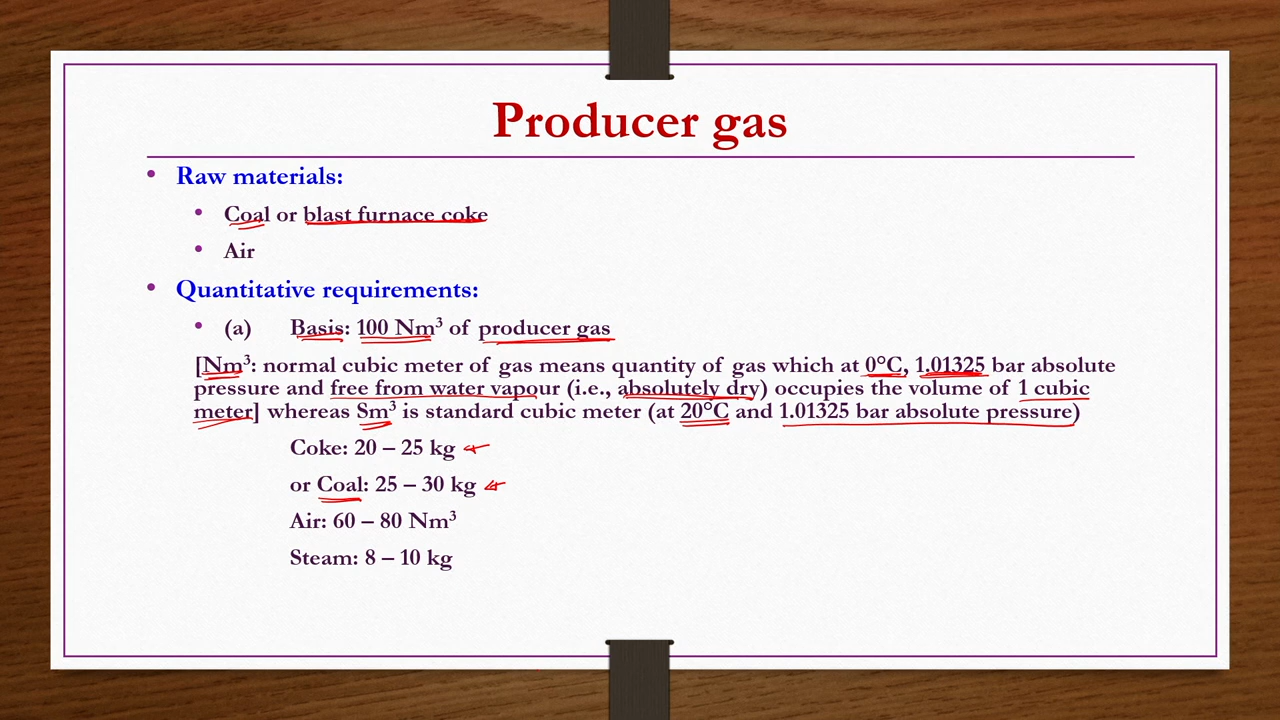 Producer gas
• Raw materials:
• Coal or blast furnace coke
• Air
• Quantitative requirements:
• (a) Basis: 100 Nm³ of producer gas
[Nm³: normal cubic meter of gas means quantity of gas which at 0°C, 1.01325 bar absolute
pressure and free from water vapour (i.e., absolutely dry) occupies the volume of 1 cubic
meter] whereas Sm³ is standard cubic meter (at 20°C and 1.01325 bar absolute pressure)
Coke: 20 – 25 kg
or Coal: 25 – 30 kg
Air: 60 – 80 Nm³
Steam: 8 – 10 kg